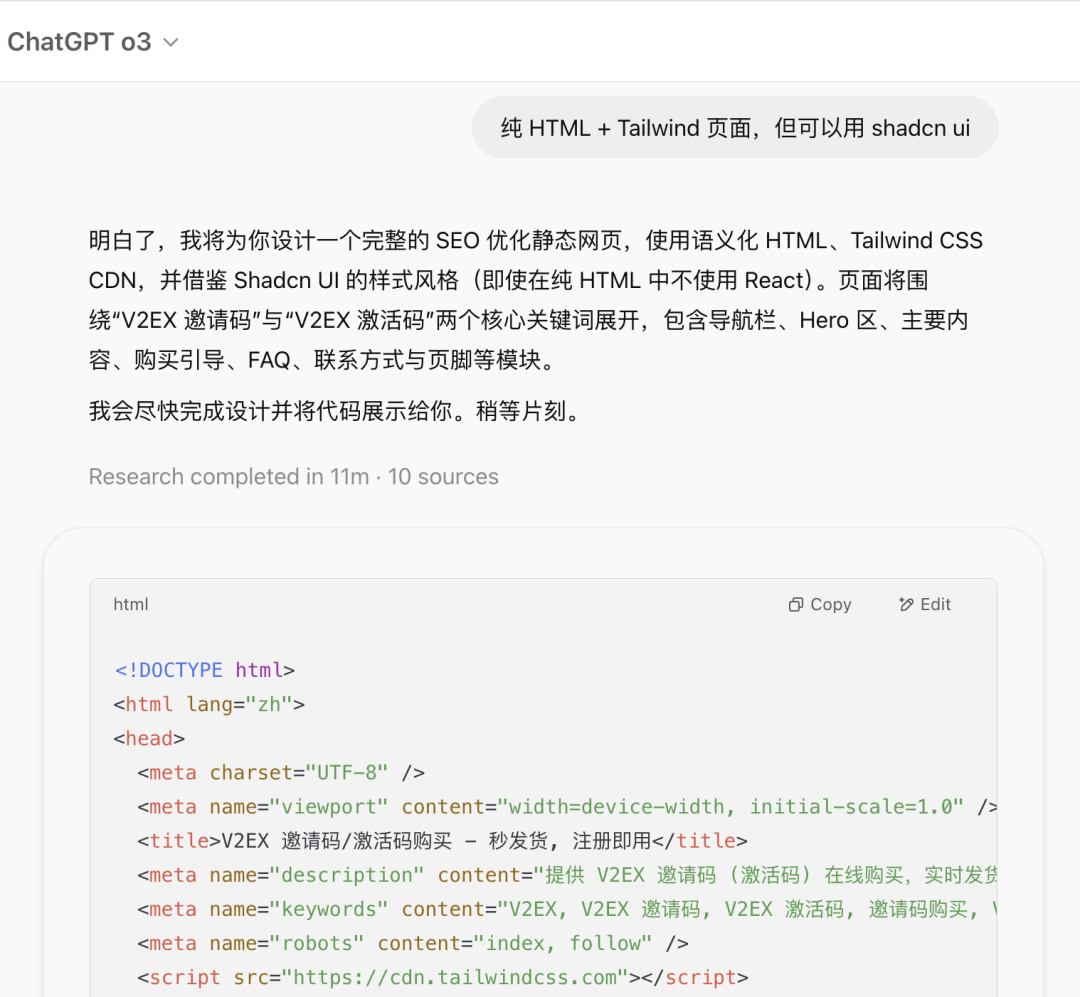 ChatGPT o3
纯 HTML + Tailwind 页面，但可以用 shadcn ui
明白了，我将为你设计一个完整的 SEO 优化静态网页，使用语义化 HTML、Tailwind CSS
CDN，并借鉴 Shadcn UI 的样式风格（即使在纯 HTML 中不使用 React）。页面将围
绕“V2EX 邀请码”与“V2EX 激活码”两个核心关键词展开，包含导航栏、Hero 区、主要内
容、购买引导、FAQ、联系方式与页脚等模块。
我会尽快完成设计并将代码展示给你。稍等片刻。
Research completed in 11m · 10 sources
html Copy Edit
<!DOCTYPE html>
<html lang="zh">
<head>
<meta charset="UTF-8" />
<meta name="viewport" content="width=device-width, initial-scale=1.0" />
<title>V2EX 邀请码/激活码购买 – 秒发货, 注册即用</title>
<meta name="description" content="提供 V2EX 邀请码 (激活码) 在线购买, 实时发货
<meta name="keywords" content="V2EX, V2EX 邀请码, V2EX 激活码, 邀请码购买,
<meta name="robots" content="index, follow" />
<script src="https://cdn.tailwindcss.com"></script>